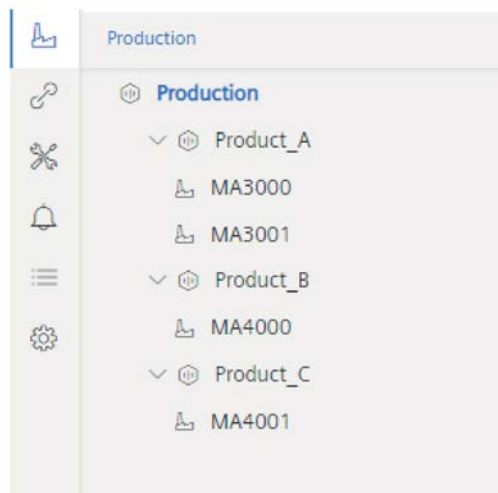 Production
Production
Product_A
MA3000
MA3001
Product_B
MA4000
Product_C
MA4001